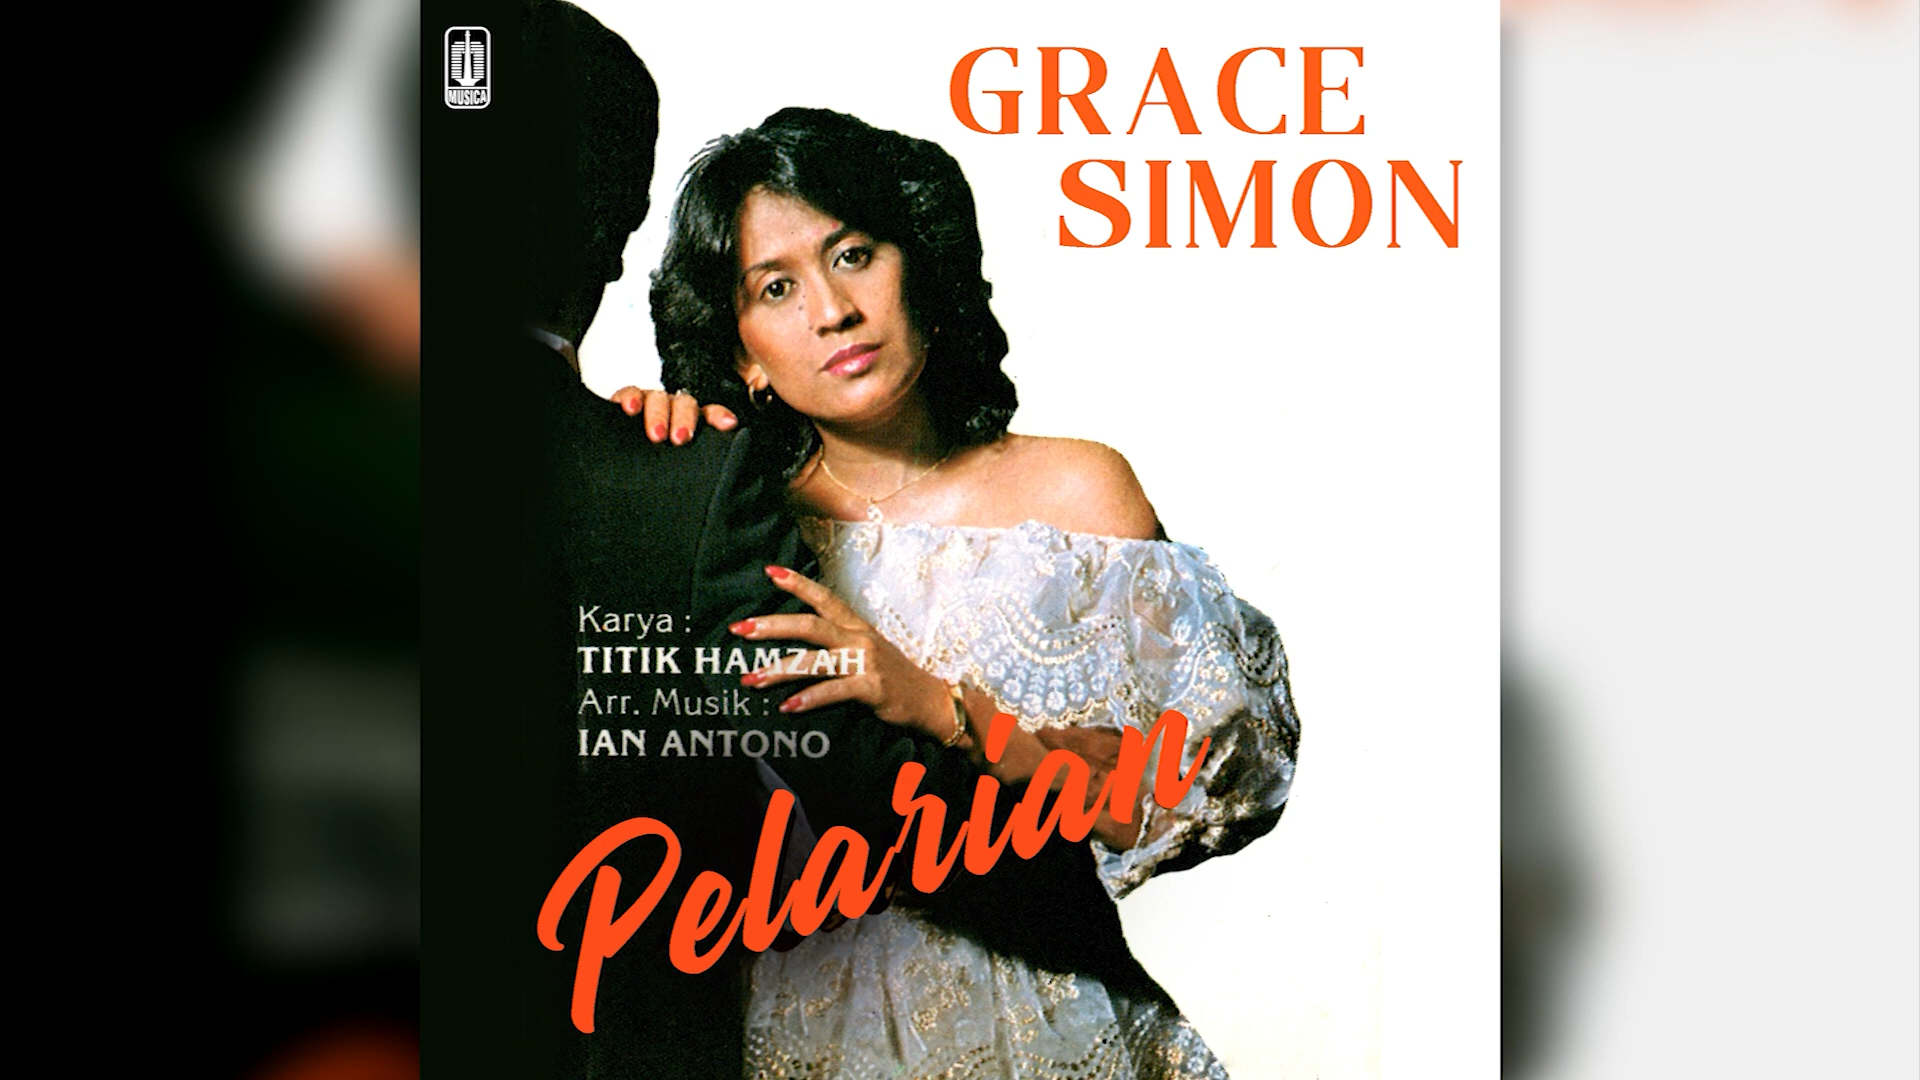 MUSICA
GRACE
SIMON
Karya :
TITIK HAMZAH
Arr. Musik :
IAN ANTONO
Pelarian